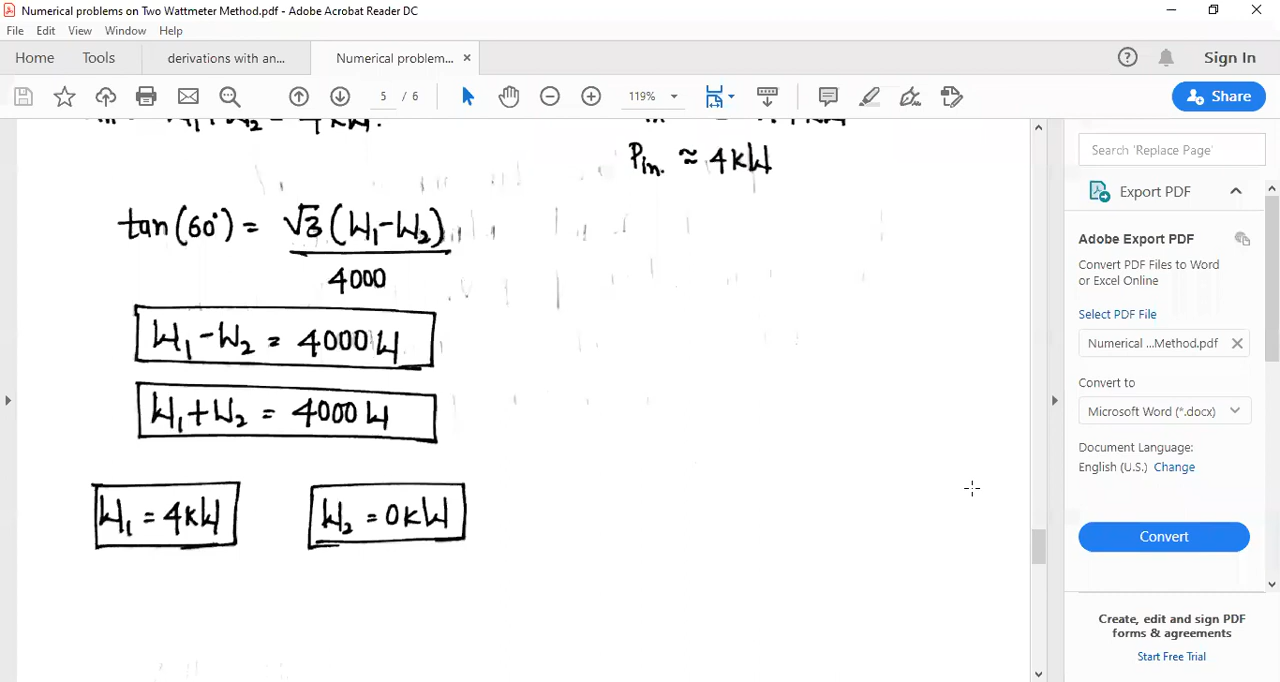 Numerical problems on Two Wattmeter Method.pdf - Adobe Acrobat Reader DC
File Edit View Window Help
Home Tools derivations with an... Numerical problem... × Sign In
5 / 6 119% Share
W₁+W₂ = 4kW.
P_in. ≈ 4kW
tan(60°) = √3 (W₁-W₂)
4000
W₁-W₂ = 4000W
W₁+W₂ = 4000W
W₁ = 4kW W₂ = 0kW
Search 'Replace Page'
Export PDF
Adobe Export PDF
Convert PDF Files to Word
or Excel Online
Select PDF File
Numerical ...Method.pdf
Convert to
Microsoft Word (*.docx)
Document Language:
English (U.S.) Change
Convert
Create, edit and sign PDF
forms & agreements
Start Free Trial